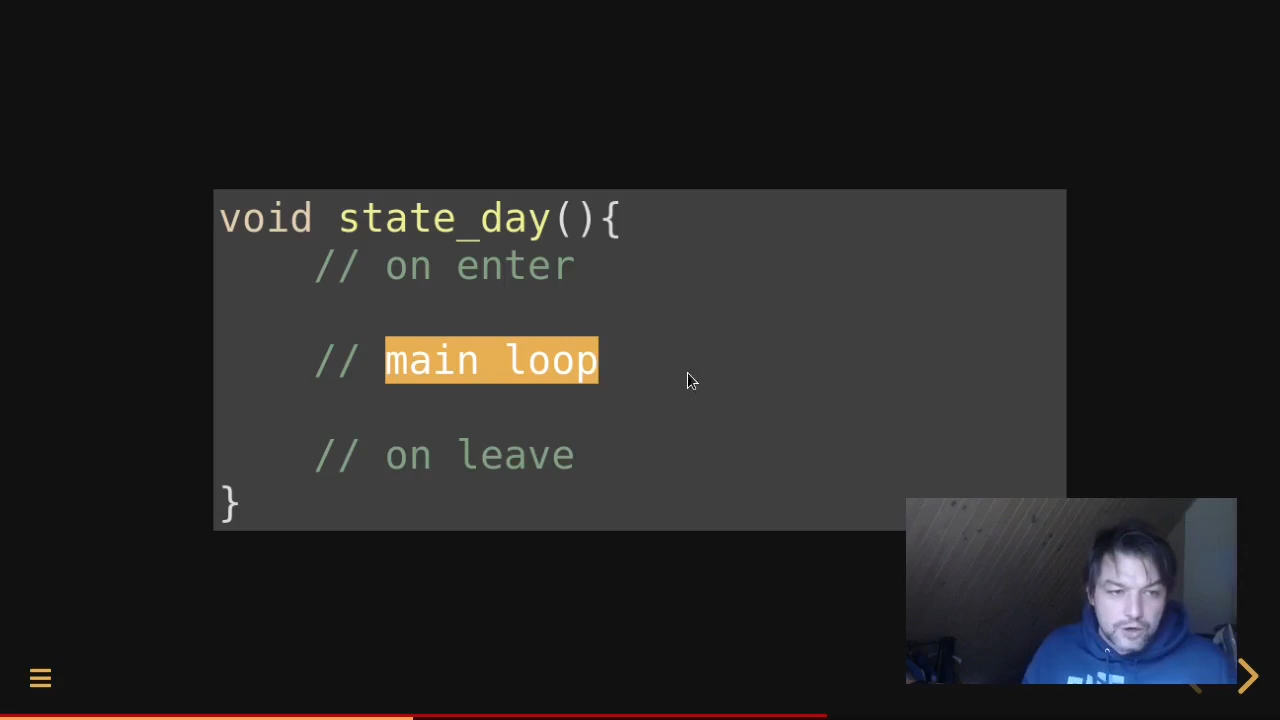 void state_day(){
// on enter
// main loop
// on leave
}